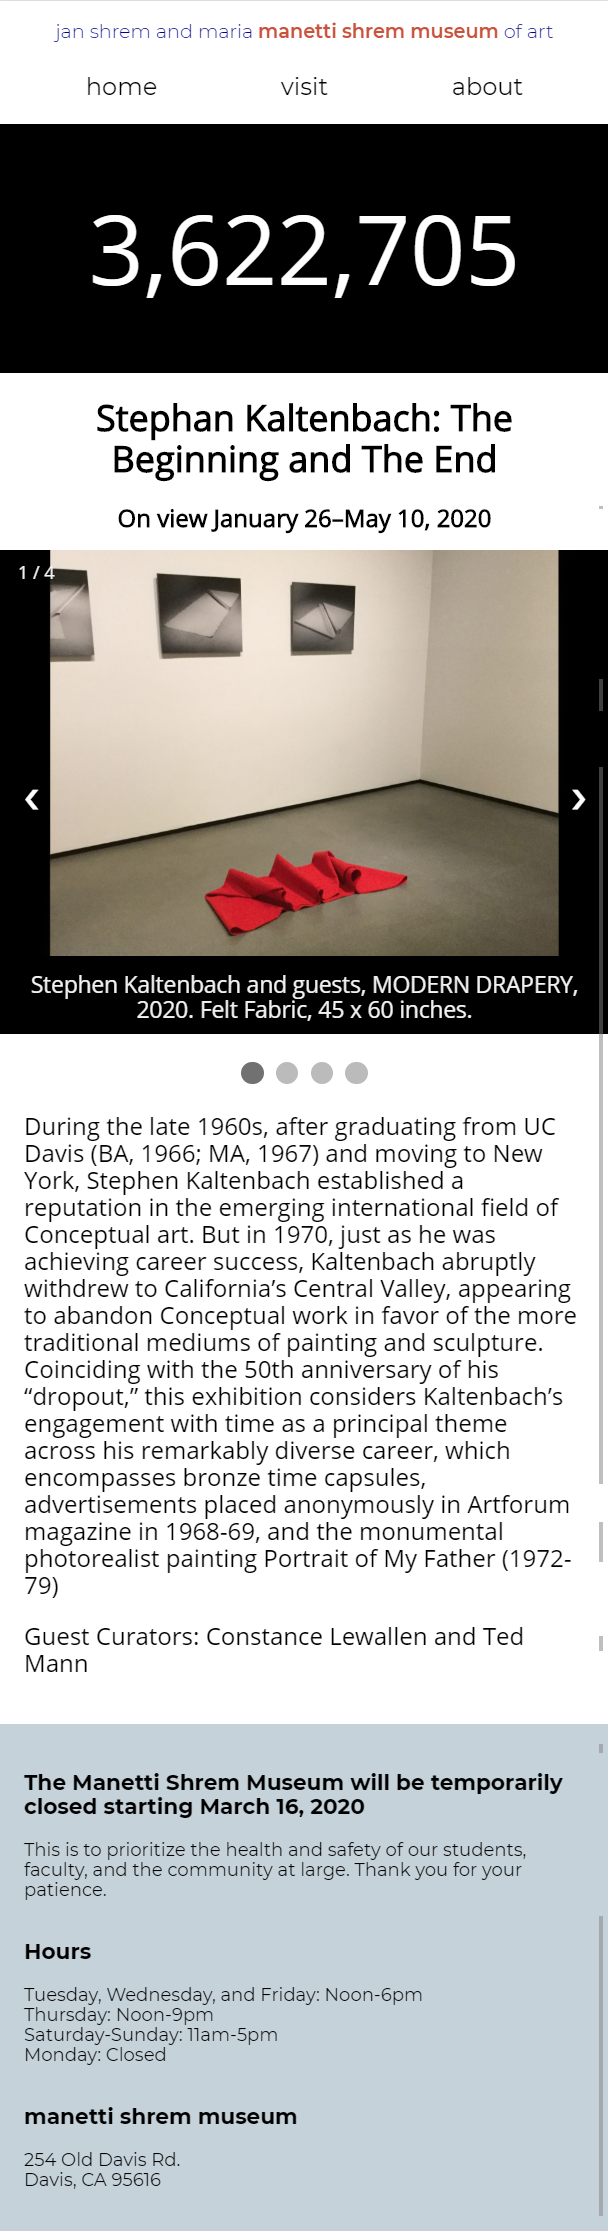 jan shrem and maria manetti shrem museum of art
home visit about
3,622,705
Stephan Kaltenbach: The
Beginning and The End
On view January 26–May 10, 2020
1 / 4
❮ ❯
Stephen Kaltenbach and guests, MODERN DRAPERY,
2020. Felt Fabric, 45 x 60 inches.
During the late 1960s, after graduating from UC
Davis (BA, 1966; MA, 1967) and moving to New
York, Stephen Kaltenbach established a
reputation in the emerging international field of
Conceptual art. But in 1970, just as he was
achieving career success, Kaltenbach abruptly
withdrew to California’s Central Valley, appearing
to abandon Conceptual work in favor of the more
traditional mediums of painting and sculpture.
Coinciding with the 50th anniversary of his
“dropout,” this exhibition considers Kaltenbach’s
engagement with time as a principal theme
across his remarkably diverse career, which
encompasses bronze time capsules,
advertisements placed anonymously in Artforum
magazine in 1968-69, and the monumental
photorealist painting Portrait of My Father (1972-
79)
Guest Curators: Constance Lewallen and Ted
Mann
The Manetti Shrem Museum will be temporarily
closed starting March 16, 2020
This is to prioritize the health and safety of our students,
faculty, and the community at large. Thank you for your
patience.
Hours
Tuesday, Wednesday, and Friday: Noon-6pm
Thursday: Noon-9pm
Saturday-Sunday: 11am-5pm
Monday: Closed
manetti shrem museum
254 Old Davis Rd.
Davis, CA 95616